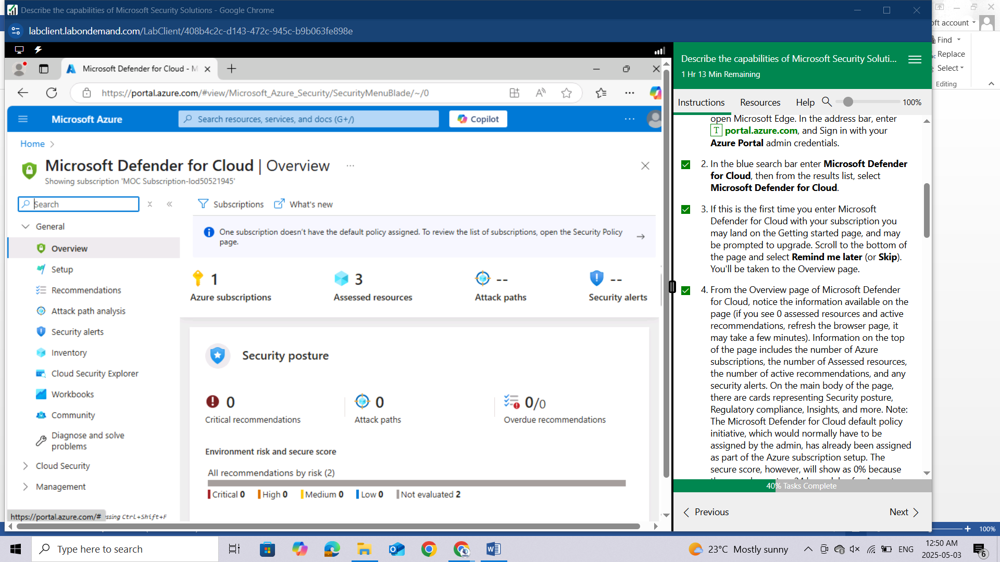 Describe the capabilities of Microsoft Security Solutions - Google Chrome
labclient.labondemand.com/LabClient/408b4c2c-d143-472c-945c-b9b063fe898e
Microsoft Defender for Cloud - M
https://portal.azure.com/#view/Microsoft_Azure_Security/SecurityMenuBlade/~/0
Microsoft Azure
Search resources, services, and docs (G+/)
Copilot
Home
Microsoft Defender for Cloud | Overview
Showing subscription 'MOC Subscription-lod50521945'
Search
General
Overview
Setup
Recommendations
Attack path analysis
Security alerts
Inventory
Cloud Security Explorer
Workbooks
Community
Diagnose and solve
problems
Cloud Security
Management
https://portal.azure.com/#
ssing Ctrl+Shift+F
Subscriptions
What's new
One subscription doesn't have the default policy assigned. To review the list of subscriptions, open the Security Policy
page.
1
Azure subscriptions
3
Assessed resources
--
Attack paths
--
Security alerts
Security posture
0
Critical recommendations
0
Attack paths
0/0
Overdue recommendations
Environment risk and secure score
All recommendations by risk (2)
Critical 0 High 0 Medium 0 Low 0 Not evaluated 2
Describe the capabilities of Microsoft Security Soluti...
1 Hr 13 Min Remaining
Instructions
Resources
Help
100%
open Microsoft Edge. In the address bar, enter
T portal.azure.com, and Sign in with your
Azure Portal admin credentials.
2. In the blue search bar enter Microsoft Defender
for Cloud, then from the results list, select
Microsoft Defender for Cloud.
3. If this is the first time you enter Microsoft
Defender for Cloud with your subscription you
may land on the Getting started page, and may
be prompted to upgrade. Scroll to the bottom of
the page and select Remind me later (or Skip).
You'll be taken to the Overview page.
4. From the Overview page of Microsoft Defender
for Cloud, notice the information available on the
page (if you see 0 assessed resources and active
recommendations, refresh the browser page, it
may take a few minutes). Information on the top
of the page includes the number of Azure
subscriptions, the number of Assessed resources,
the number of active recommendations, and any
security alerts. On the main body of the page,
there are cards representing Security posture,
Regulatory compliance, Insights, and more. Note:
The Microsoft Defender for Cloud default policy
initiative, which would normally have to be
assigned by the admin, has already been assigned
as part of the Azure subscription setup. The
secure score, however, will show as 0% because
40% Tasks Complete
Previous
Next
oft account
Find
Replace
Select
Editing
100%
Type here to search
23°C Mostly sunny
ENG
12:50 AM
2025-05-03
6